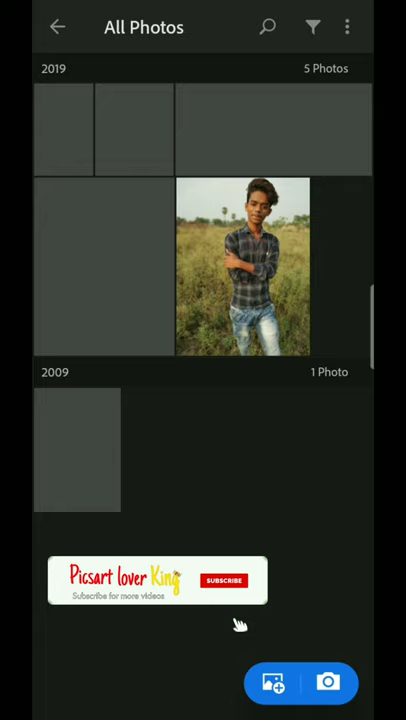 All Photos
2019
5 Photos
2009
1 Photo
Picsart lover King
SUBSCRIBE
Subscribe for more videos